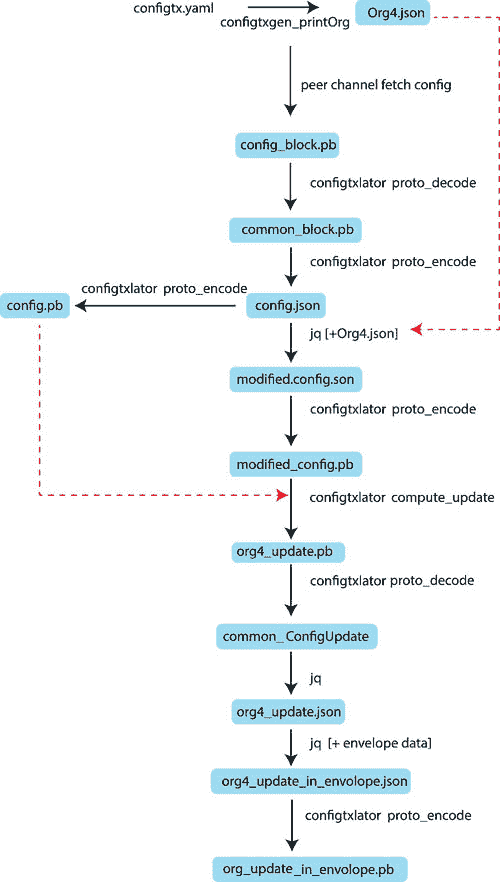 configtx.yaml
configtxgen_printOrg
Org4.json
peer channel fetch config
config_block.pb
configtxlator proto_decode
common_block.pb
configtxlator proto_encode
configtxlator proto_encode
config.pb
config.json
jq [+Org4.json]
modified.config.son
configtxlator proto_encode
modified_config.pb
configtxlator compute_update
org4_update.pb
configtxlator proto_decode
common_ConfigUpdate
jq
org4_update.json
jq [+ envelope data]
org4_update_in_envolope.json
configtxlator proto_encode
org_update_in_envolope.pb